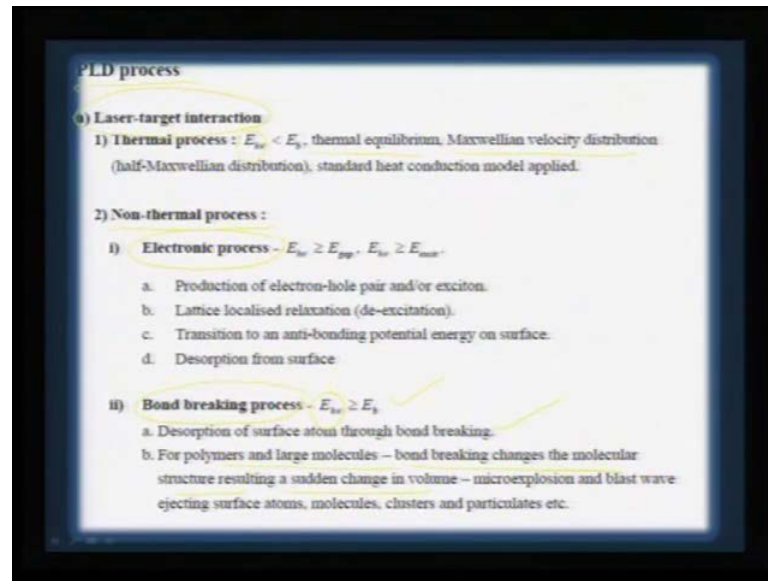 PLD process
a) Laser-target interaction
1) Thermal process : E_hν < E_b, thermal equilibrium, Maxwellian velocity distribution
(half-Maxwellian distribution), standard heat conduction model applied.
2) Non-thermal process :
i) Electronic process - E_hν ≥ E_gap, E_hν ≥ E_excit.
a. Production of electron-hole pair and/or exciton.
b. Lattice localised relaxation (de-excitation).
c. Transition to an anti-bonding potential energy on surface.
d. Desorption from surface
ii) Bond breaking process - E_hν ≥ E_b
a. Desorption of surface atom through bond breaking.
b. For polymers and large molecules – bond breaking changes the molecular
structure resulting a sudden change in volume – microexplosion and blast wave
ejecting surface atoms, molecules, clusters and particulates etc.